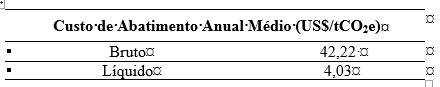 Custo de Abatimento Anual Médio (US$/tCO₂e)
Bruto 42,22
Líquido 4,03